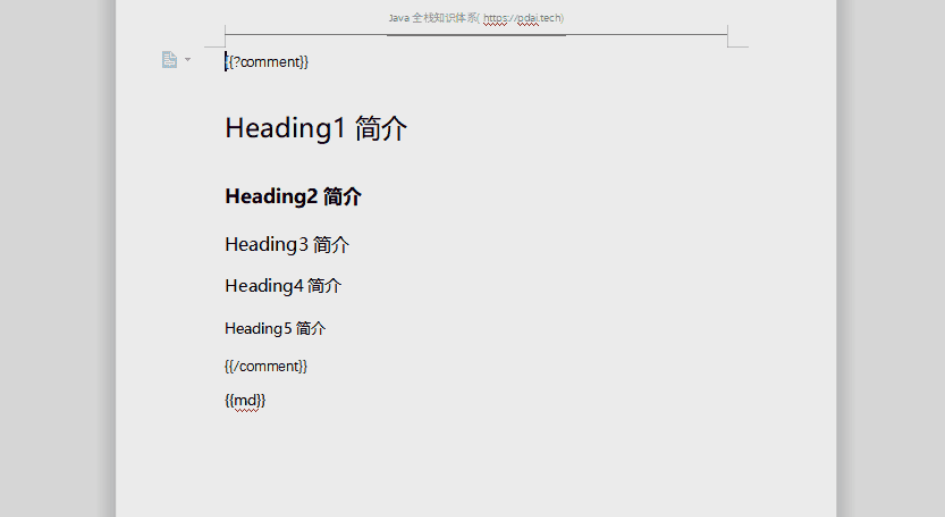 Java 全栈知识体系( https://pdai.tech)
{{?comment}}
Heading1 简介
Heading2 简介
Heading3 简介
Heading4 简介
Heading5 简介
{{/comment}}
{{md}}